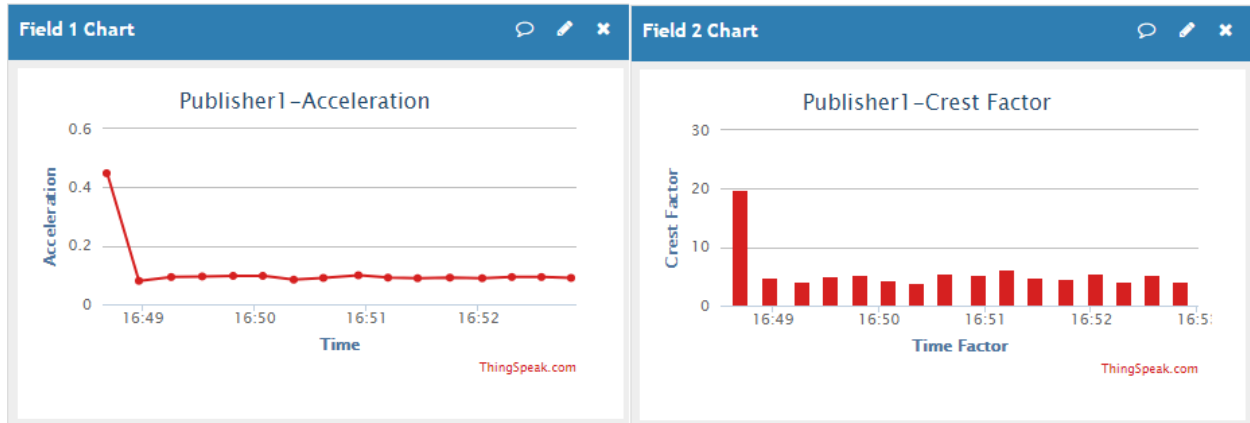 Field 1 Chart
Publisher1-Acceleration
0.6
0.4
0.2
0
Acceleration
16:49 16:50 16:51 16:52
Time
ThingSpeak.com
Field 2 Chart
Publisher1-Crest Factor
30
20
10
0
Crest Factor
16:49 16:50 16:51 16:52 16:5
Time Factor
ThingSpeak.com